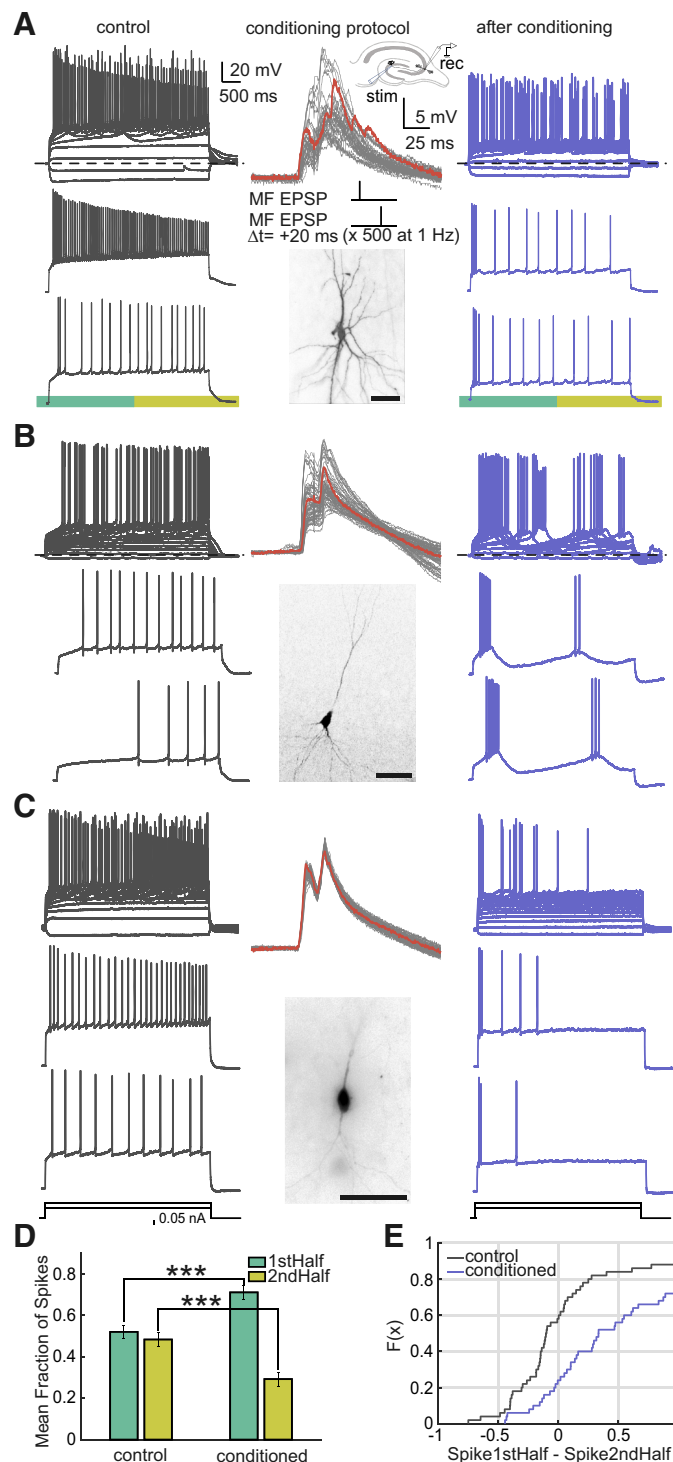 A
control
conditioning protocol
after conditioning
20 mV
500 ms
rec
stim
5 mV
25 ms
MF EPSP
MF EPSP
Δt= +20 ms (x 500 at 1 Hz)
B
C
0.05 nA
D
Mean Fraction of Spikes
0.8
0.6
0.4
0.2
0
***
***
1stHalf
2ndHalf
control
conditioned
E
F(x)
1
0.8
0.6
0.4
0.2
0
control
conditioned
-1
-0.5
0
0.5
Spike1stHalf - Spike2ndHalf